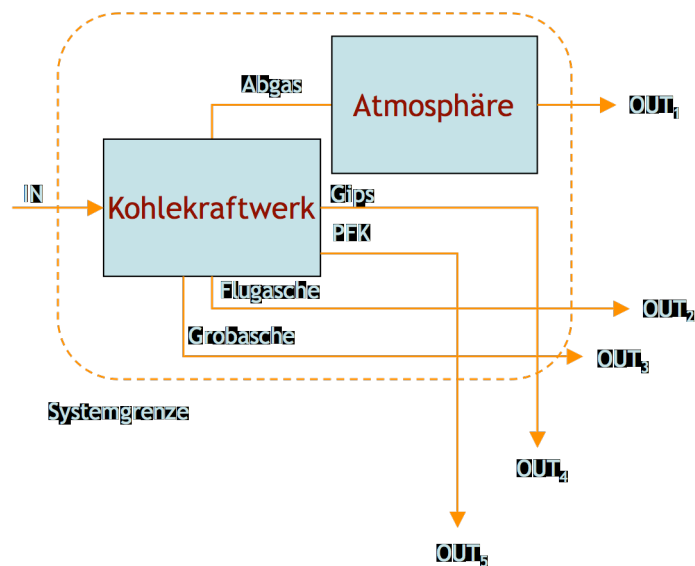 Abgas
Atmosphäre
OUT₁
IN
Kohlekraftwerk
Gips
PFK
Flugasche
OUT₂
Grobasche
OUT₃
Systemgrenze
OUT₄
OUT₅